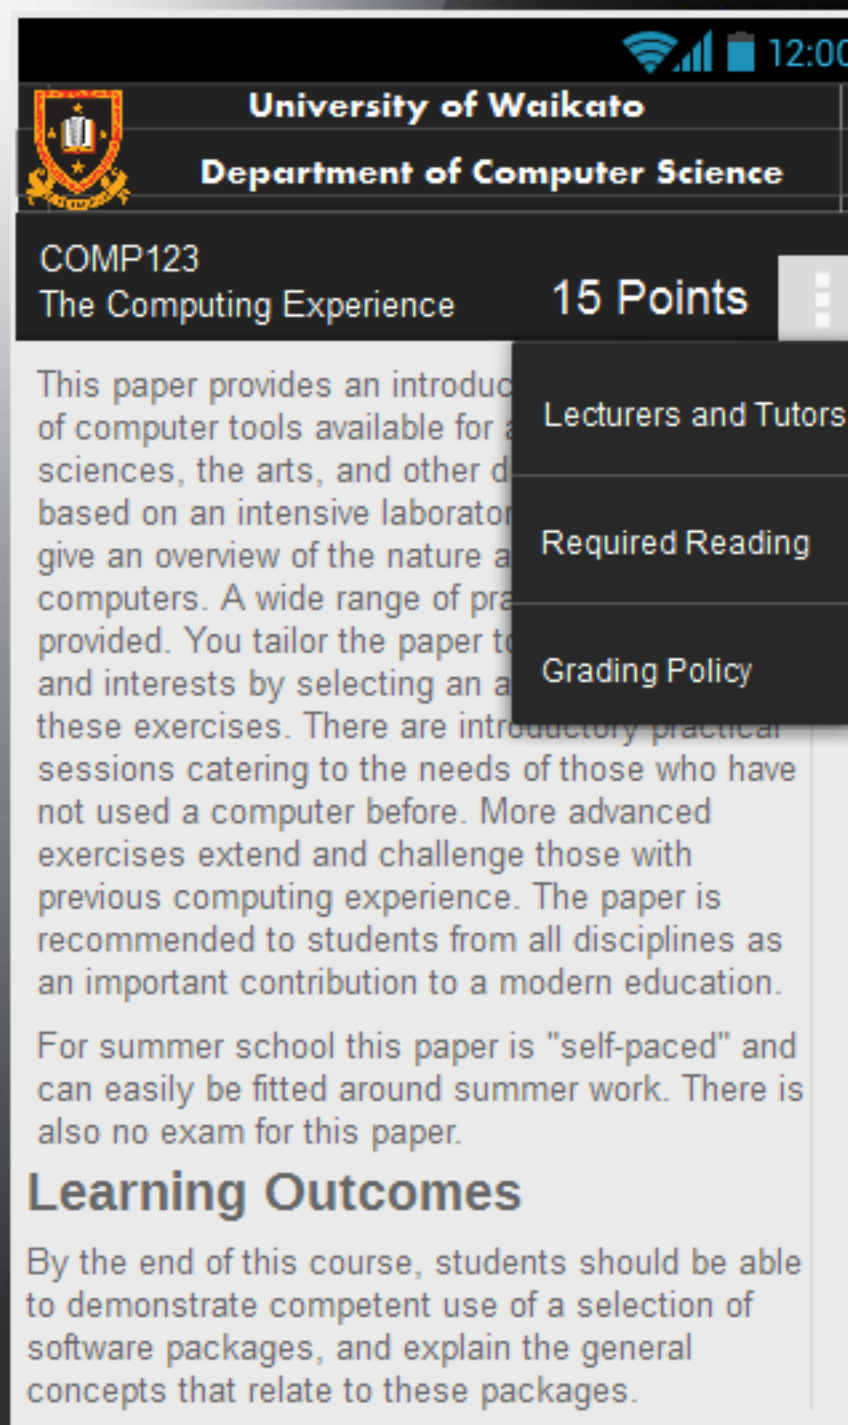 12:00
University of Waikato
Department of Computer Science
COMP123
The Computing Experience
15 Points
Lecturers and Tutors
Required Reading
Grading Policy
This paper provides an
of computer tools available for
sciences, the arts, and other
based on an intensive
give an overview of the nature
computers. A wide range of
provided. You tailor the paper
and interests by selecting an
these exercises. There are introductory practical
sessions catering to the needs of those who have
not used a computer before. More advanced
exercises extend and challenge those with
previous computing experience. The paper is
recommended to students from all disciplines as
an important contribution to a modern education.
For summer school this paper is "self-paced" and
can easily be fitted around summer work. There is
also no exam for this paper.
Learning Outcomes
By the end of this course, students should be able
to demonstrate competent use of a selection of
software packages, and explain the general
concepts that relate to these packages.